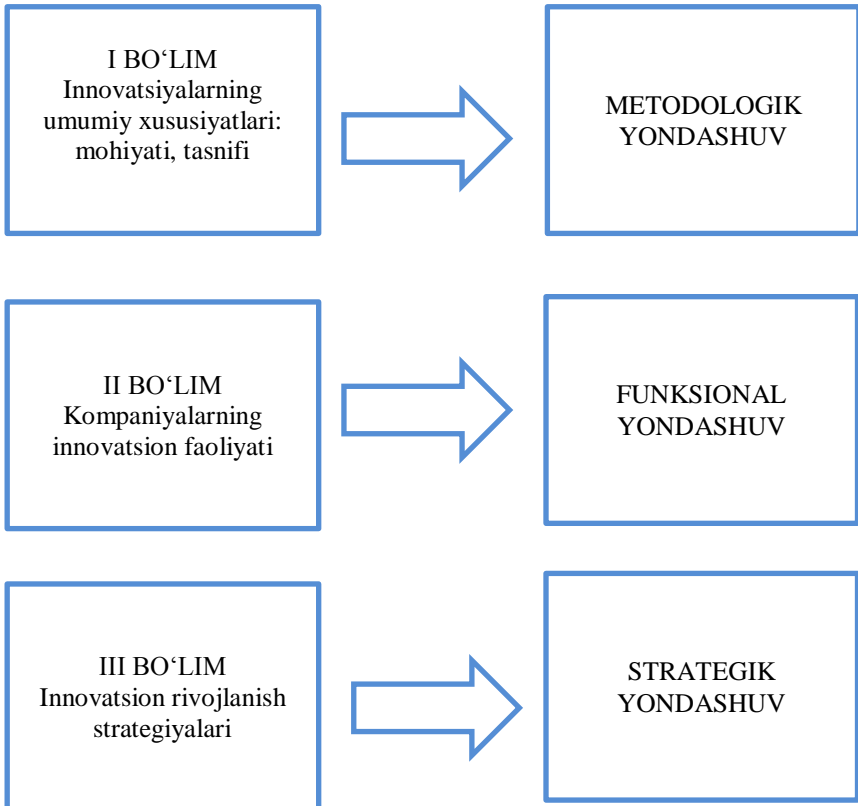 I BO‘LIM
Innovatsiyalarning
umumiy xususiyatlari:
mohiyati, tasnifi
METODOLOGIK
YONDASHUV
II BO‘LIM
Kompaniyalarning
innovatsion faoliyati
FUNKSIONAL
YONDASHUV
III BO‘LIM
Innovatsion rivojlanish
strategiyalari
STRATEGIK
YONDASHUV